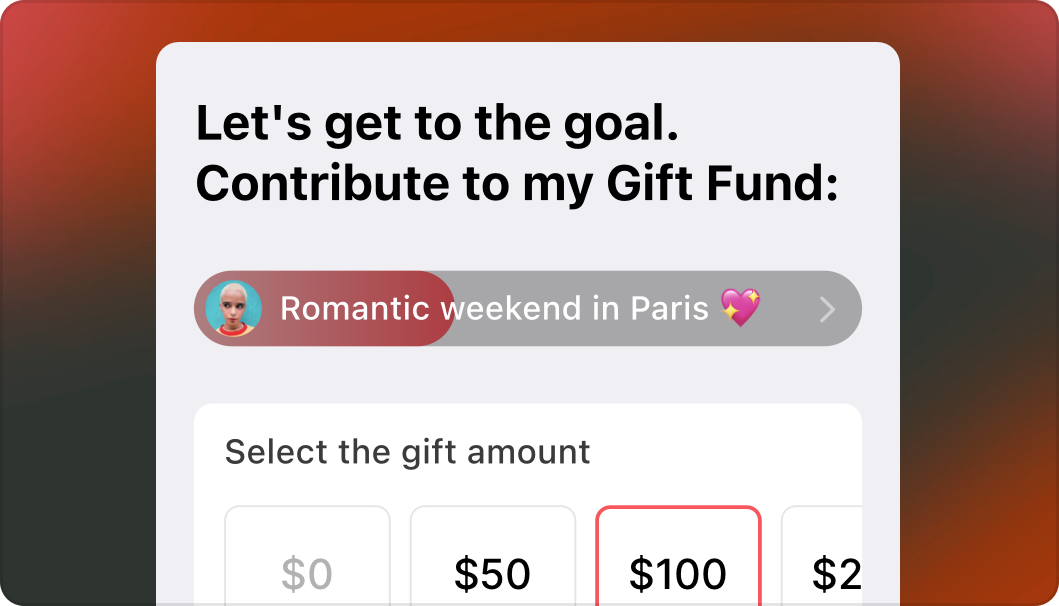 Let's get to the goal.
Contribute to my Gift Fund:
Romantic weekend in Paris 💖
Select the gift amount
$0 $50 $100 $2